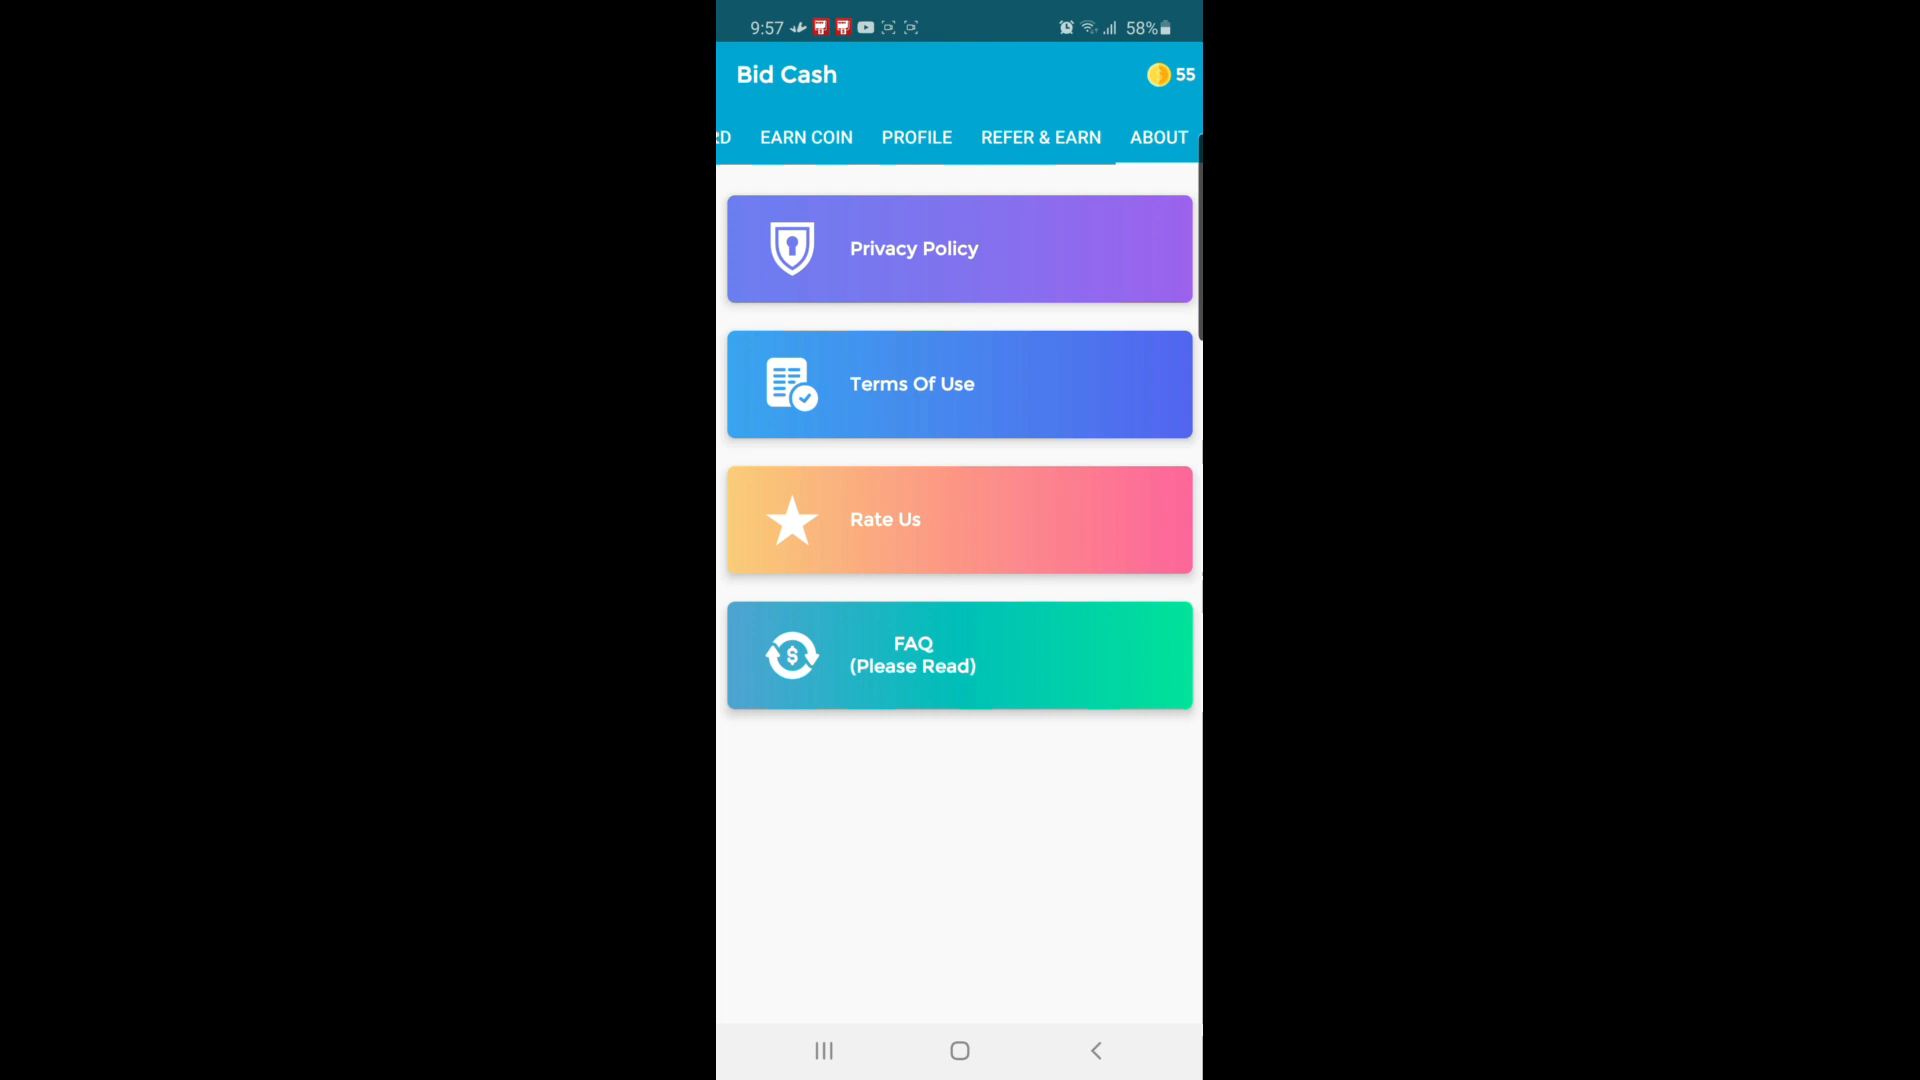 9:57 58%
Bid Cash 55
RD EARN COIN PROFILE REFER & EARN ABOUT
Privacy Policy
Terms Of Use
Rate Us
FAQ
(Please Read)